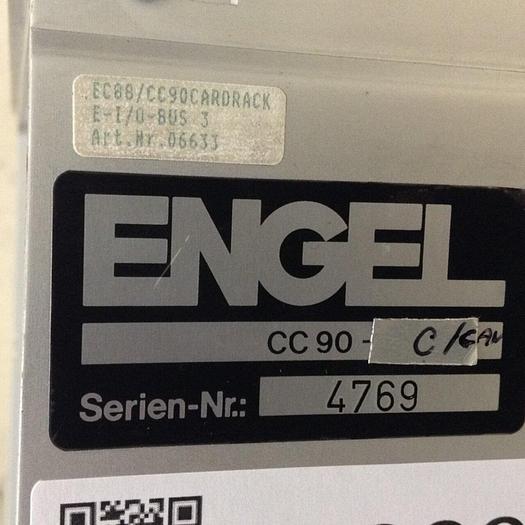 EC88/CC90CARDRACK
E-I/O-BUS 3
Art.Nr.06633
ENGEL
CC 90 - C/CAN
Serien-Nr.: 4769